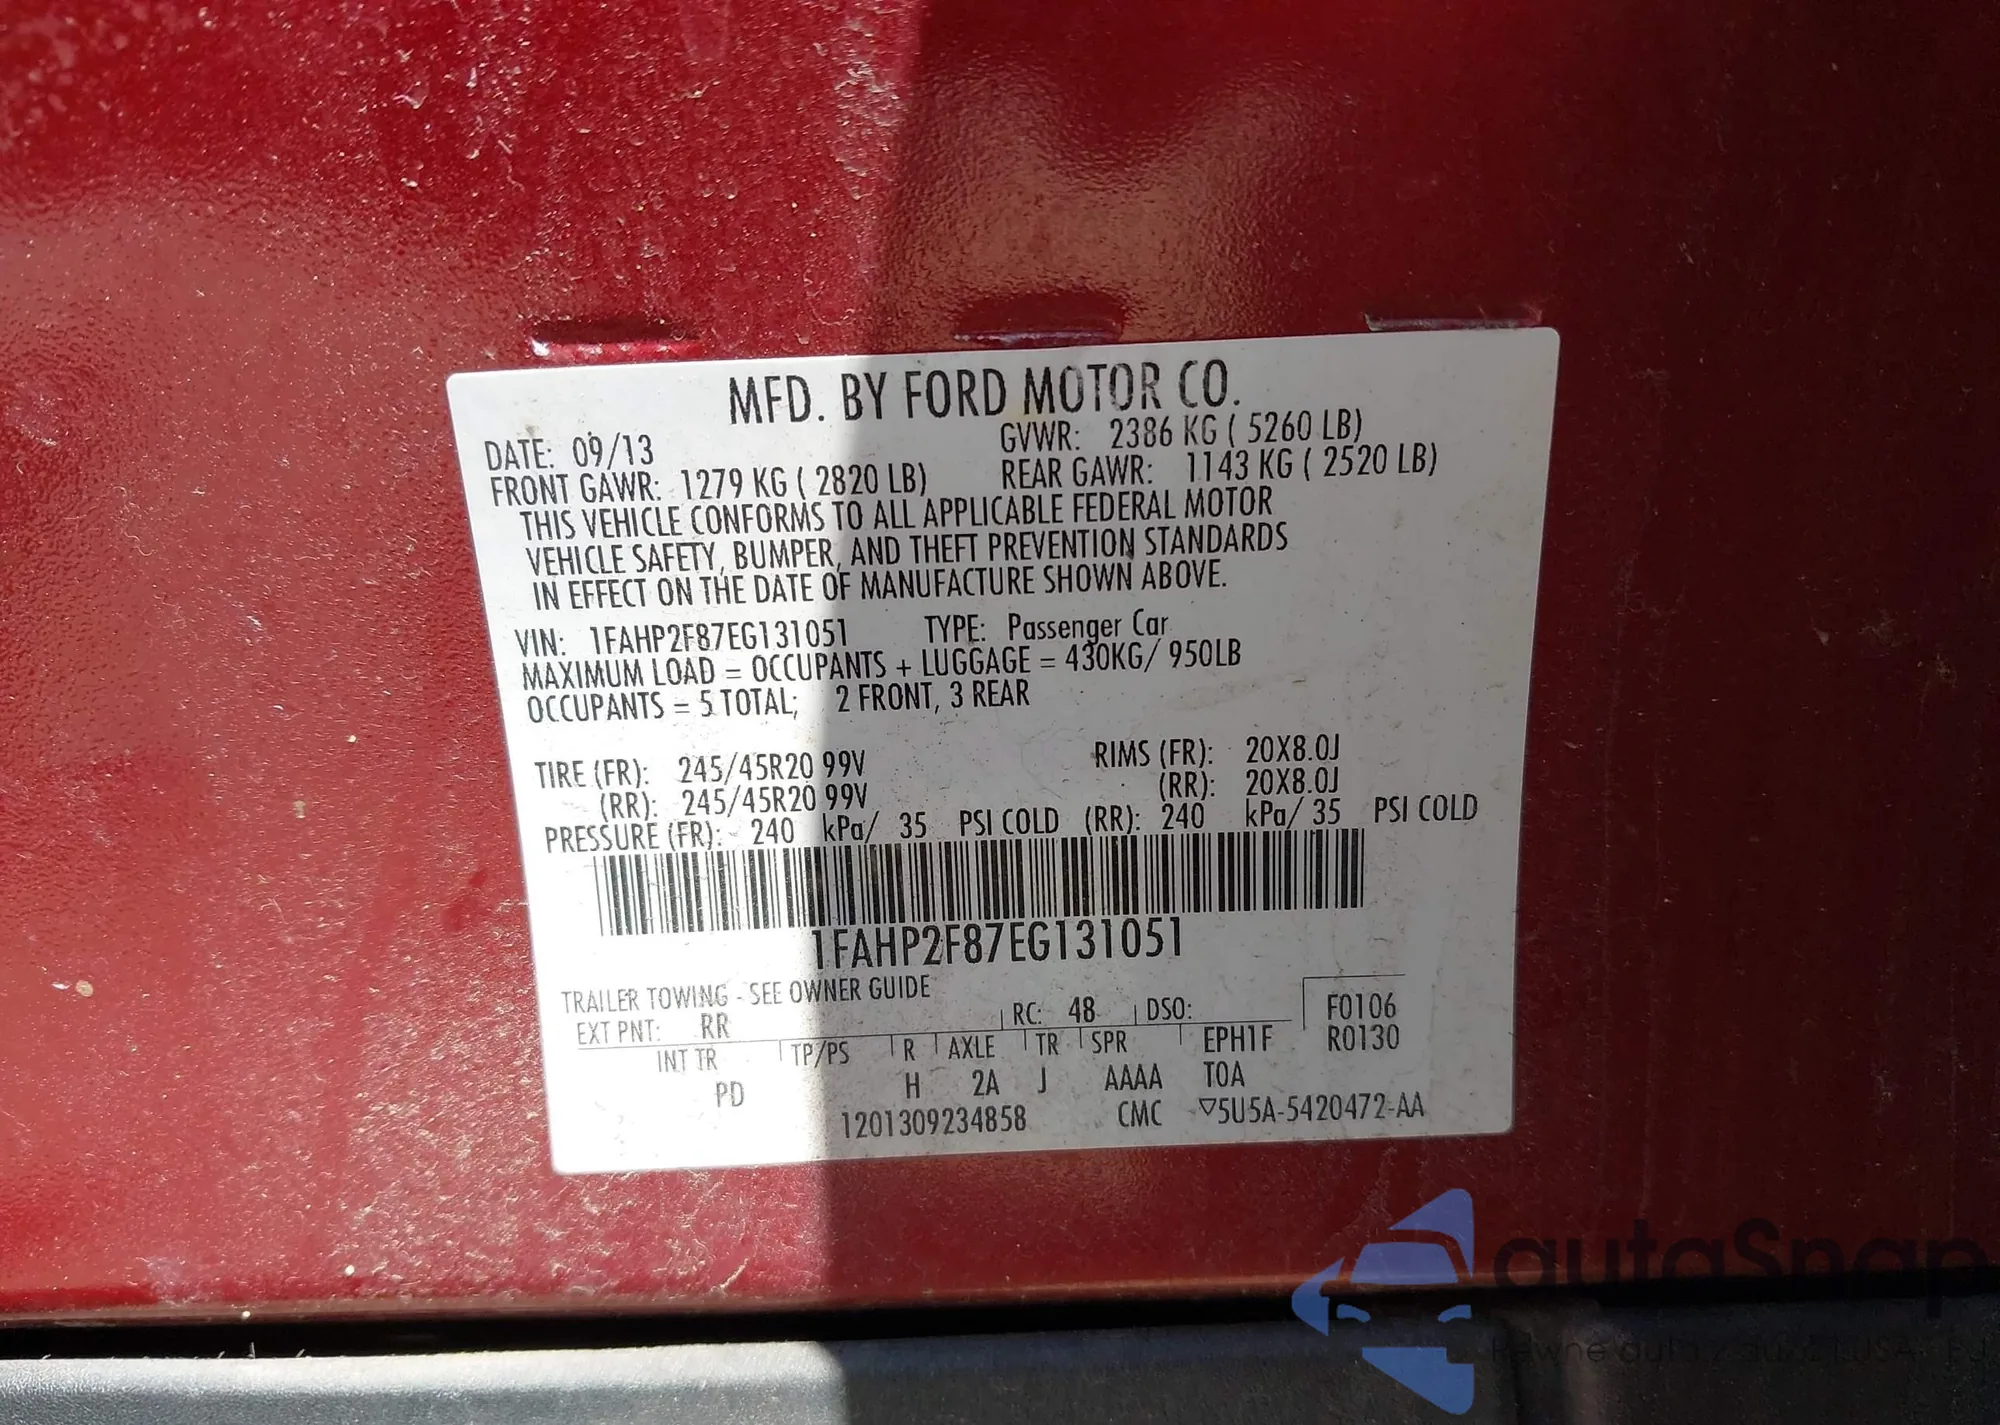 MFD. BY FORD MOTOR CO.
DATE: 09/13 GVWR: 2386 KG ( 5260 LB)
FRONT GAWR: 1279 KG ( 2820 LB) REAR GAWR: 1143 KG ( 2520 LB)
THIS VEHICLE CONFORMS TO ALL APPLICABLE FEDERAL MOTOR
VEHICLE SAFETY, BUMPER, AND THEFT PREVENTION STANDARDS
IN EFFECT ON THE DATE OF MANUFACTURE SHOWN ABOVE.
VIN: 1FAHP2F87EG131051 TYPE: Passenger Car
MAXIMUM LOAD = OCCUPANTS + LUGGAGE = 430KG/ 950LB
OCCUPANTS = 5 TOTAL; 2 FRONT, 3 REAR
TIRE (FR): 245/45R20 99V RIMS (FR): 20X8.0J
(RR): 245/45R20 99V (RR): 20X8.0J
PRESSURE (FR): 240 kPa/ 35 PSI COLD (RR): 240 kPa/ 35 PSI COLD
1FAHP2F87EG131051
TRAILER TOWING - SEE OWNER GUIDE
EXT PNT: RR RC: 48 DSO: F0106
INT TR TP/PS R AXLE TR SPR EPH1F R0130
PD H 2A J AAAA TOA
1201309234858 CMC ▽5U5A-5420472-AA
autaSnap
Pewne auta z aukcji USA i EU